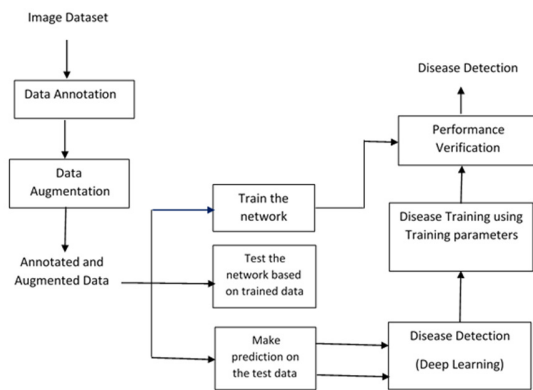 Image Dataset
Data Annotation
Data
Augmentation
Annotated and
Augmented Data
Train the
network
Test the
network based
on trained data
Make
prediction on
the test data
Disease Detection
Performance
Verification
Disease Training using
Training parameters
Disease Detection
(Deep Learning)